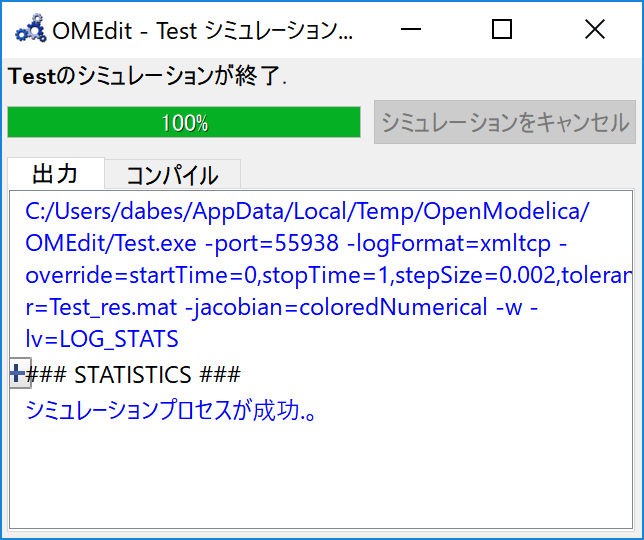 OMEdit - Test シミュレーション...
Testのシミュレーションが終了.
100%
シミュレーションをキャンセル
出力
コンパイル
C:/Users/dabes/AppData/Local/Temp/OpenModelica/
OMEdit/Test.exe -port=55938 -logFormat=xmltcp -
override=startTime=0,stopTime=1,stepSize=0.002,toleran
r=Test_res.mat -jacobian=coloredNumerical -w -
lv=LOG_STATS
### STATISTICS ###
シミュレーションプロセスが成功.。